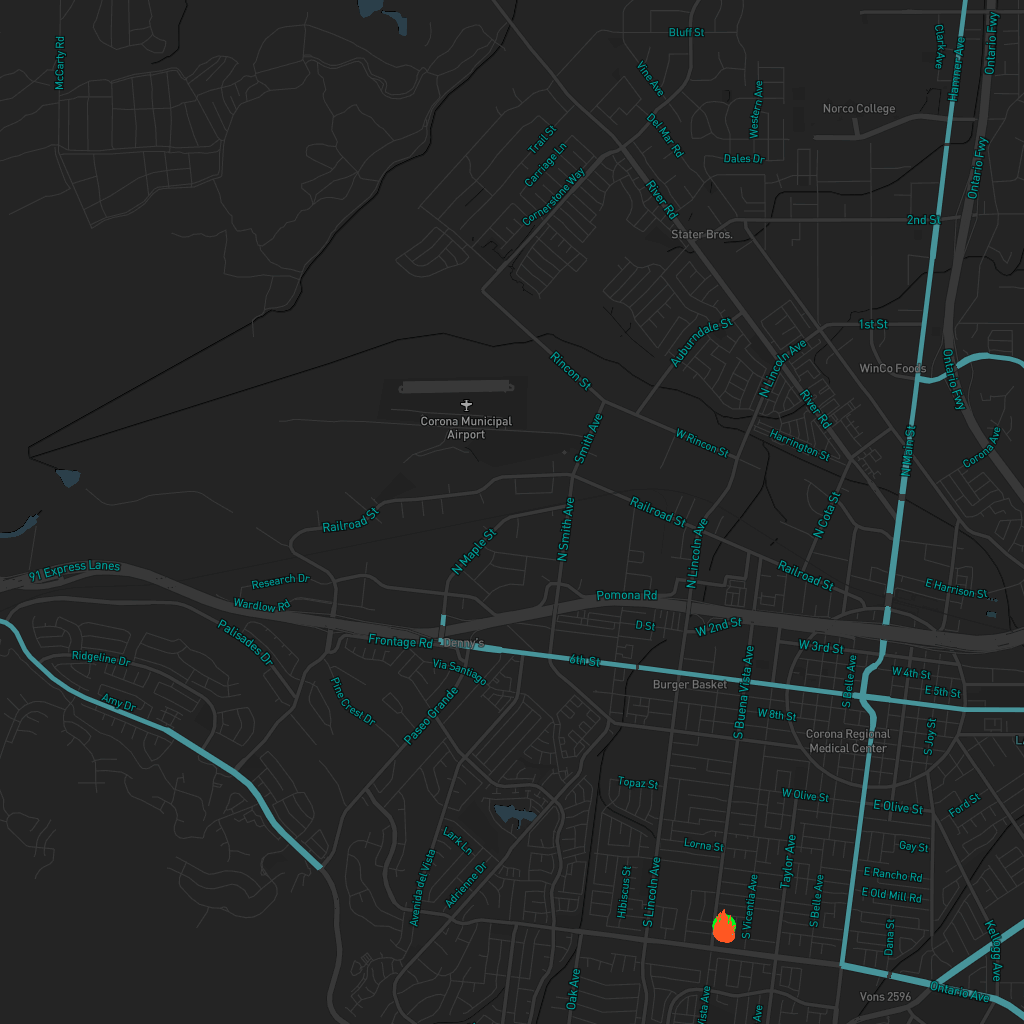 McCarty Rd
Bluff St
Clark Ave
Hamner Ave
Ontario Fwy
Vine Ave
Western Ave
Norco College
Del Mar Rd
Trail St
Carriage Ln
Dales Dr
Ontario Fwy
Cornerstone Way
River Rd
2nd St
Stater Bros.
Auburndale St
1st St
N Lincoln Ave
WinCo Foods
Ontario Fwy
Rincon St
River Rd
Corona Municipal
Airport
Smith Ave
W Rincon St
Harrington St
N Main St
Corona Ave
Railroad St
Railroad St
N Cota St
N Smith Ave
N Maple St
N Lincoln Ave
91 Express Lanes
Research Dr
Railroad St
E Harrison St...
Wardlow Rd
Pomona Rd
Palisades Dr
Frontage Rd
Denny's
D St
W 2nd St
W 3rd St
Ridgeline Dr
Via Santiago
6th St
W 4th St
S Belle Ave
Burger Basket
S Buena Vista Ave
E 5th St
Amy Dr
Pine Crest Dr
Paseo Grande
W 8th St
Corona Regional
Medical Center
S Joy St
L
Topaz St
W Olive St
E Olive St
Ford St
Lark Ln
Lorna St
Gay St
Avenida del Vista
Adrienne Dr
Hibiscus St
S Lincoln Ave
Taylor Ave
E Rancho Rd
S Vicentia Ave
S Belle Ave
E Old Mill Rd
Dana St
Kellogg Ave
Oak Ave
Vista Ave
Ave
Vons 2596
Ontario Ave